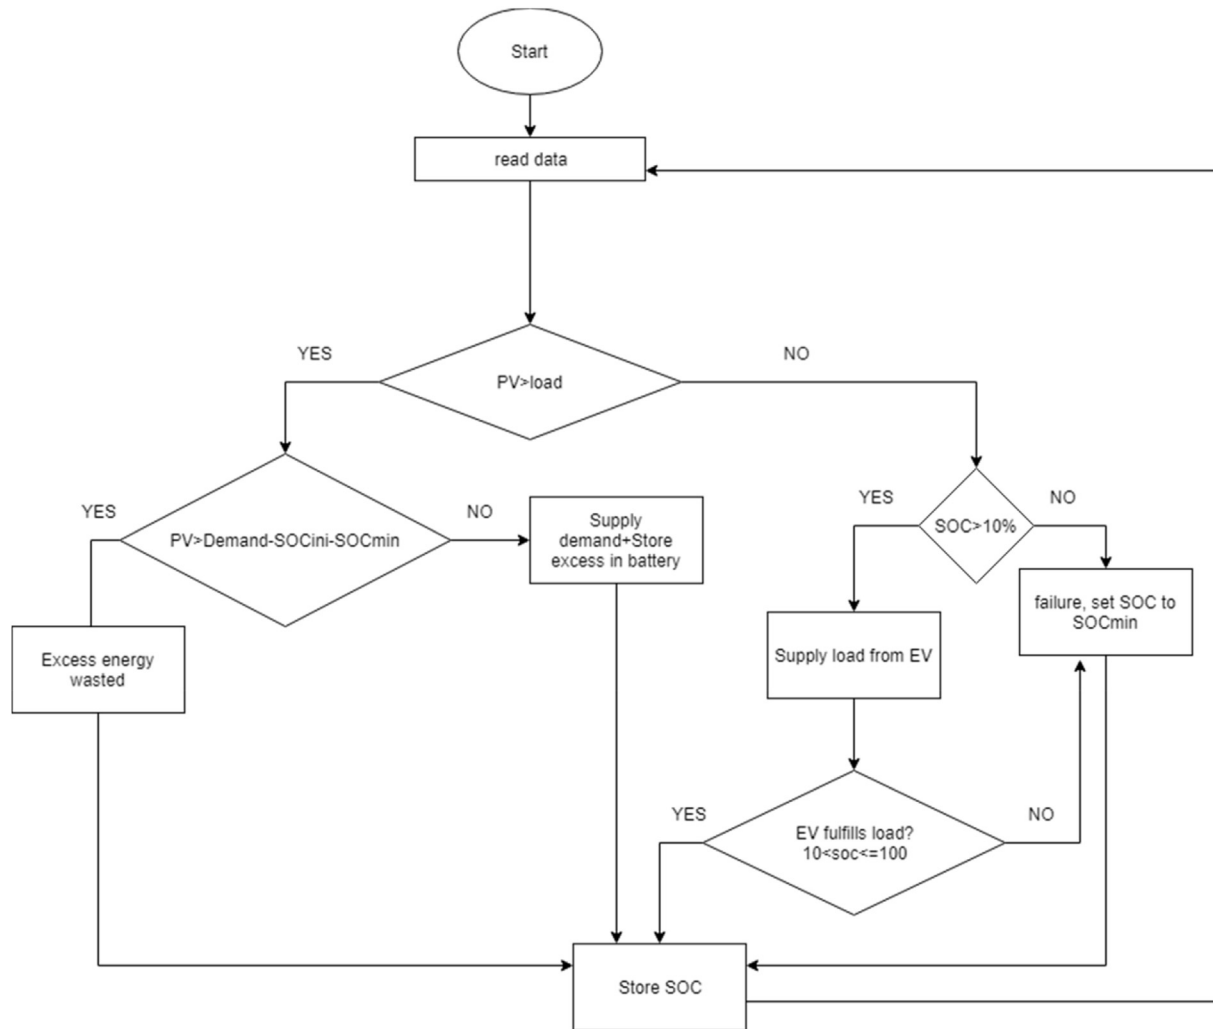 Start
read data
YES
NO
PV>load
YES
NO
PV>Demand-SOCini-SOCmin
Supply
demand+Store
excess in battery
YES
NO
SOC>10%
failure, set SOC to
SOCmin
Excess energy
wasted
Supply load from EV
YES
NO
EV fulfills load?
10<soc<=100
Store SOC